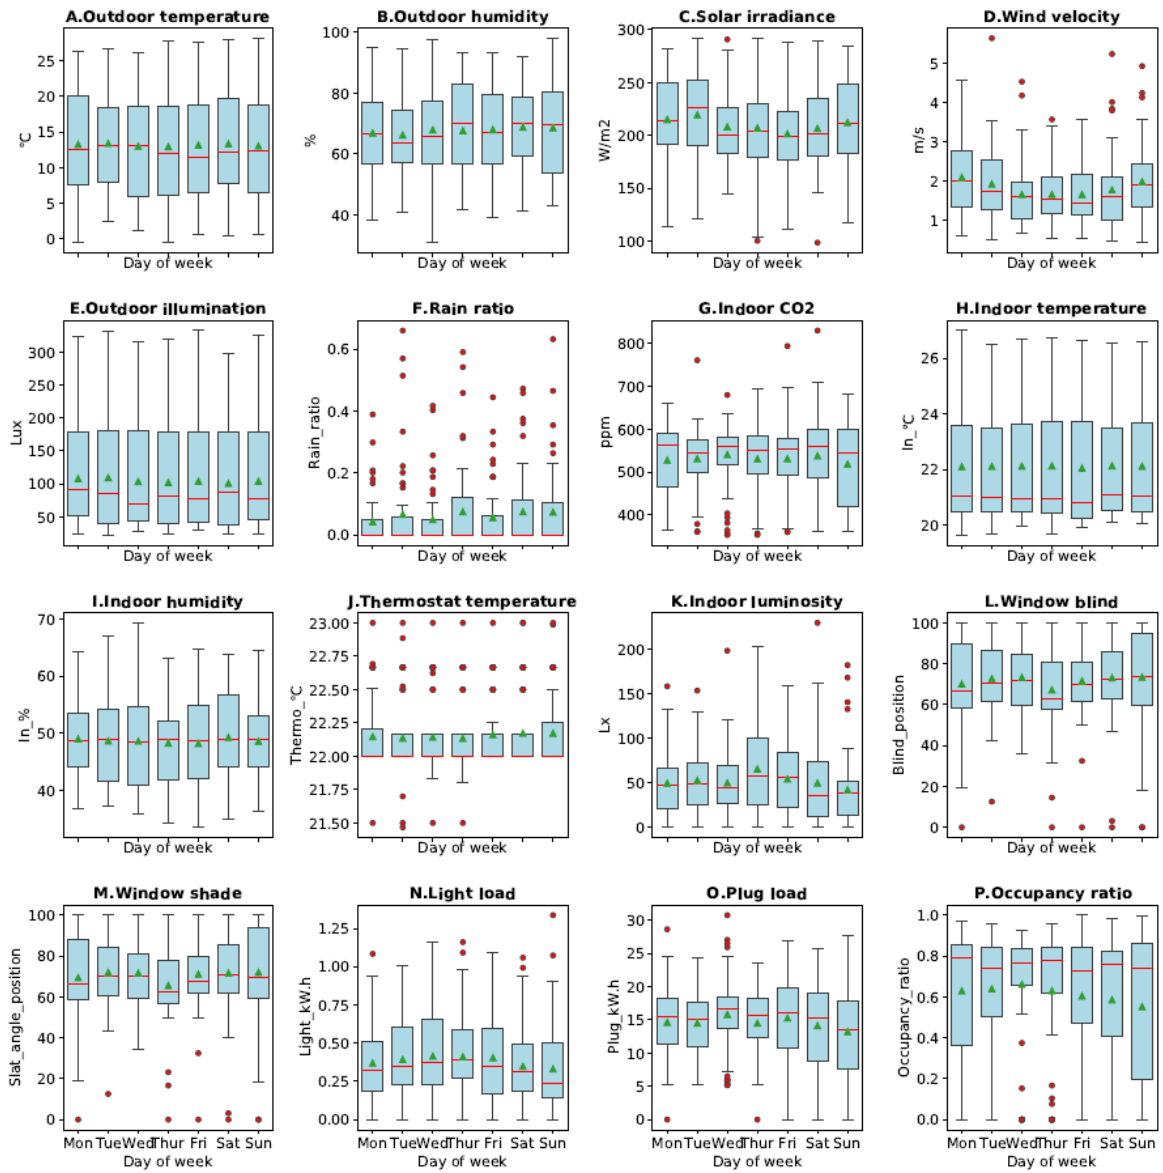 A.Outdoor temperature
°C
25
20
15
10
5
0
Day of week
B.Outdoor humidity
%
100
80
60
40
Day of week
C.Solar irradiance
W/m2
300
250
200
150
100
Day of week
D.Wind velocity
m/s
5
4
3
2
1
Day of week
E.Outdoor illumination
Lux
300
250
200
150
100
50
Day of week
F.Rain ratio
Rain_ratio
0.6
0.4
0.2
0.0
Day of week
G.Indoor CO2
ppm
800
700
600
500
400
Day of week
H.Indoor temperature
In_°C
26
24
22
20
Day of week
I.Indoor humidity
In_%
70
60
50
40
Day of week
J.Thermostat temperature
Thermo_°C
23.00
22.75
22.50
22.25
22.00
21.75
21.50
Day of week
K.Indoor luminosity
Lx
200
150
100
50
0
Day of week
L.Window blind
Blind_position
100
80
60
40
20
0
Day of week
M.Window shade
Slat_angle_position
100
80
60
40
20
0
Mon Tue Wed Thur Fri Sat Sun
Day of week
N.Light load
Light_kW.h
1.25
1.00
0.75
0.50
0.25
0.00
Mon Tue Wed Thur Fri Sat Sun
Day of week
O.Plug load
Plug_kW.h
30
25
20
15
10
5
0
Mon Tue Wed Thur Fri Sat Sun
Day of week
P.Occupancy ratio
Occupancy_ratio
1.0
0.8
0.6
0.4
0.2
0.0
Mon Tue Wed Thur Fri Sat Sun
Day of week